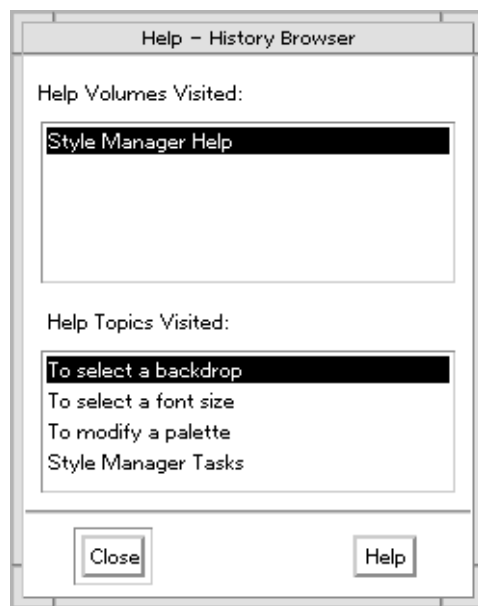 Help - History Browser
Help Volumes Visited:
Style Manager Help
Help Topics Visited:
To select a backdrop
To select a font size
To modify a palette
Style Manager Tasks
Close Help